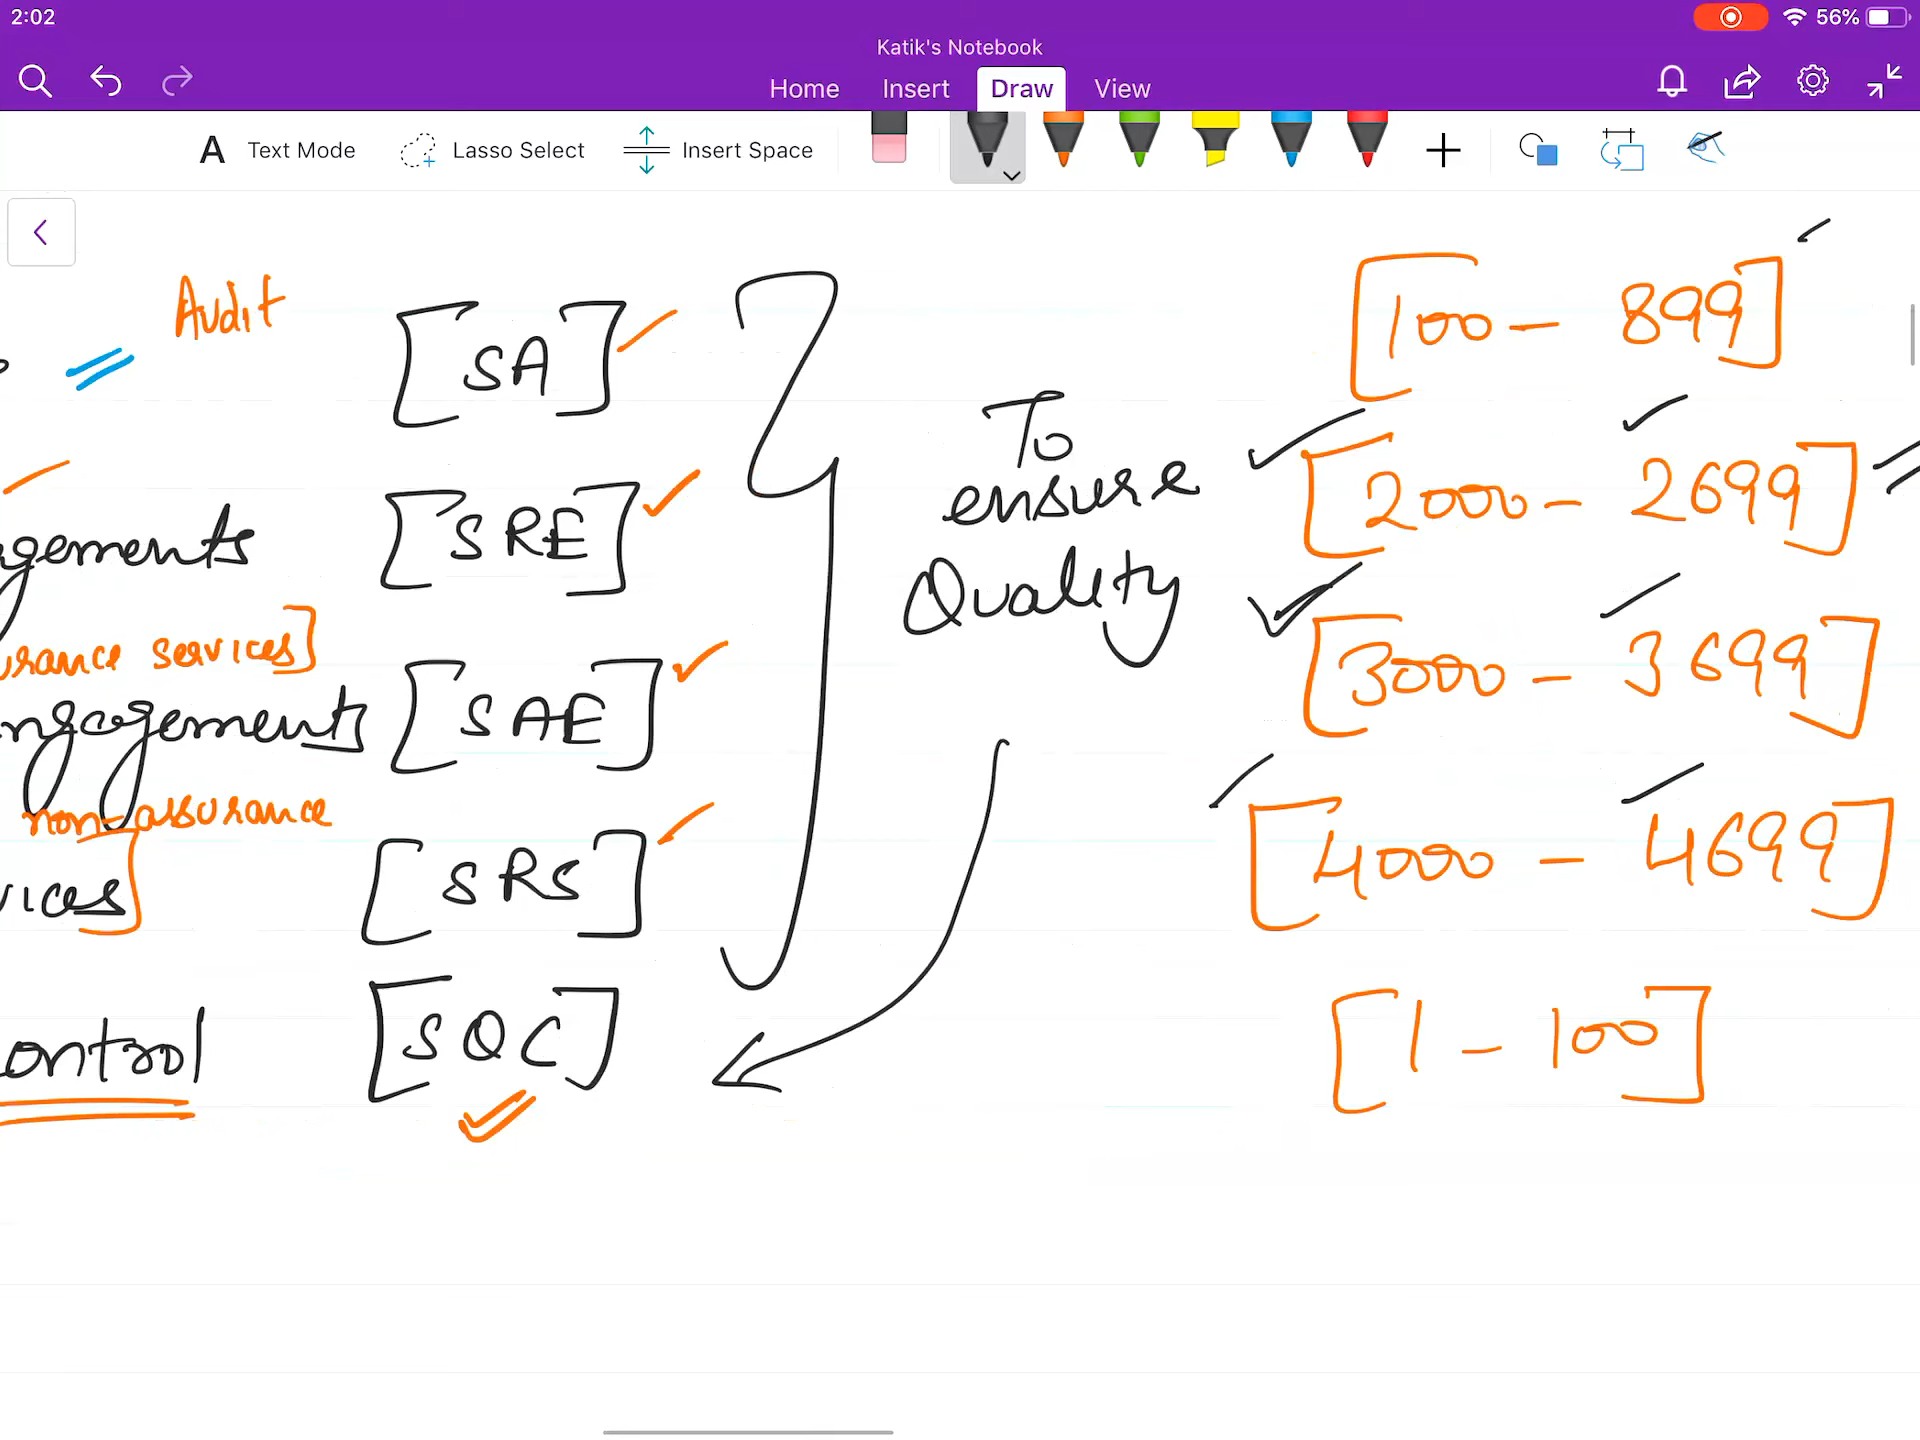 2:02
56%
Katik's Notebook
Home Insert Draw View
A Text Mode Lasso Select Insert Space
Audit [SA] [100 - 899]
To ensure Quality
[SRE] [2000 - 2699]
gements
urance services]
ngagements [SAE] [3000 - 3699]
non-assurance
vices] [SRS] [4000 - 4699]
ontrol [SQC] [1 - 100]